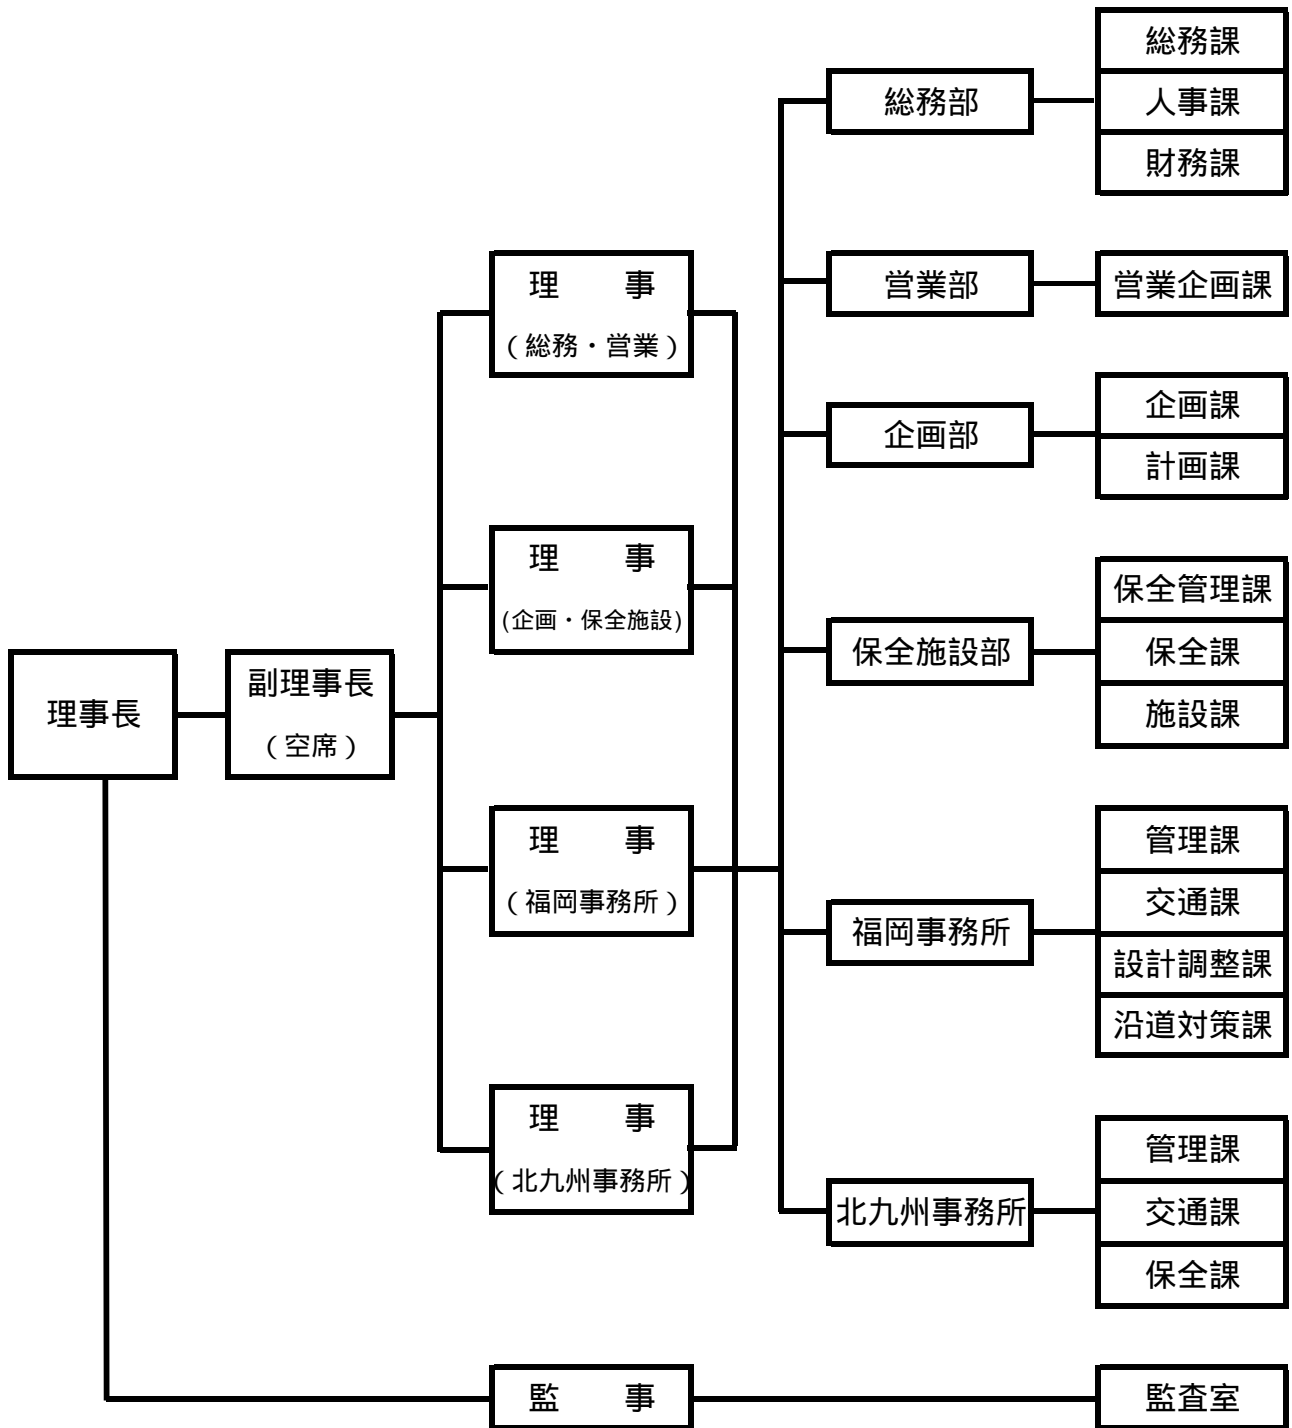 総務課
総務部
人事課
財務課
理　　事
（総務・営業）
営業部
営業企画課
企画課
企画部
計画課
理　　事
(企画・保全施設)
保全管理課
保全施設部
保全課
施設課
理事長
副理事長
（空席）
理　　事
（福岡事務所）
管理課
交通課
福岡事務所
設計調整課
沿道対策課
理　　事
（北九州事務所）
管理課
北九州事務所
交通課
保全課
監　　事
監査室